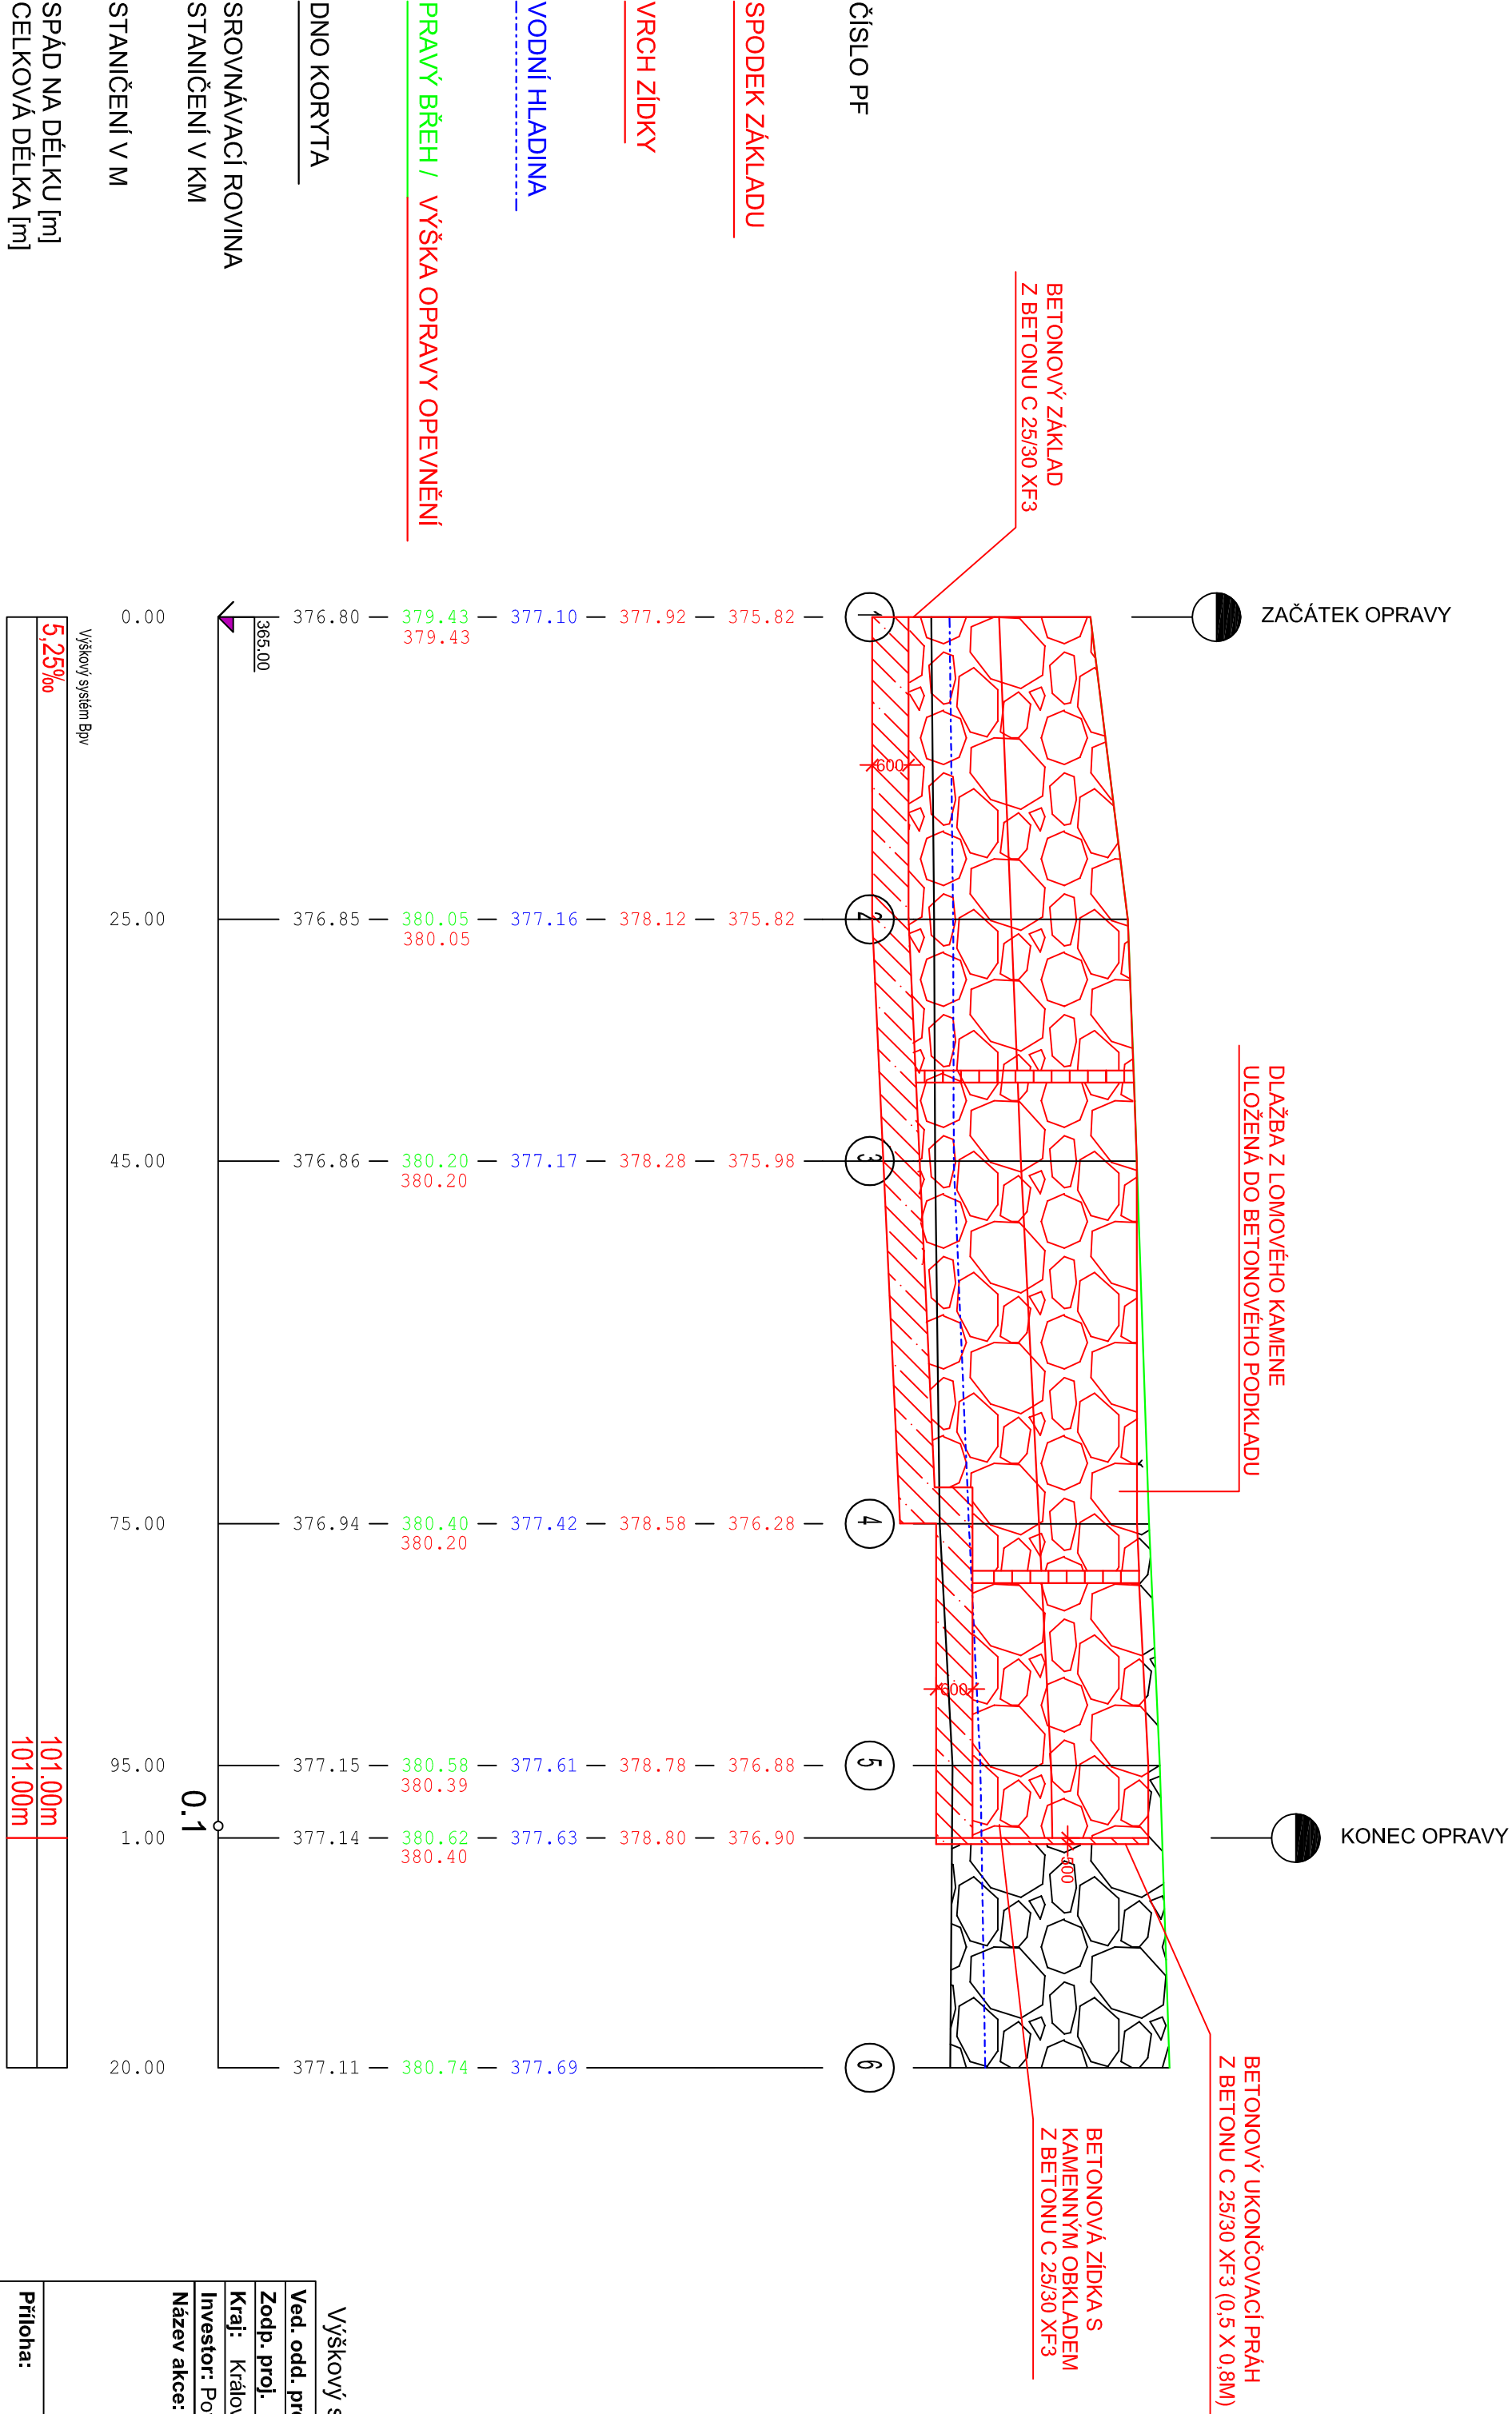 ZAČÁTEK OPRAVY
KONEC OPRAVY
DLAŽBA Z LOMOVÉHO KAMENE
ULOŽENÁ DO BETONOVÉHO PODKLADU
BETONOVÝ UKONČOVACÍ PRÁH
Z BETONU C 25/30 XF3 (0,5 X 0,8M)
BETONOVÝ ZÁKLAD
Z BETONU C 25/30 XF3
BETONOVÁ ZÍDKA S
KAMENNÝM OBKLADEM
Z BETONU C 25/30 XF3
500
600
600
ČÍSLO PF 1 2 3 4 5 6
SPODEK ZÁKLADU 375.82 375.82 375.98 376.28 376.88 376.90
VRCH ZÍDKY 377.92 378.12 378.28 378.58 378.78 378.80
VODNÍ HLADINA 377.10 377.16 377.17 377.42 377.61 377.63 377.69
PRAVÝ BŘEH / VÝŠKA OPRAVY OPEVNĚNÍ 379.43 380.05 380.20 380.40 380.58 380.62 380.74
379.43 380.05 380.20 380.20 380.39 380.40
DNO KORYTA 376.80 376.85 376.86 376.94 377.15 377.14 377.11
365.00
SROVNÁVACÍ ROVINA
STANIČENÍ V KM 0.1
STANIČENÍ V M 0.00 25.00 45.00 75.00 95.00 1.00 20.00
Výškový systém Bpv
SPÁD NA DÉLKU [m] 5,25‰ 101.00m
CELKOVÁ DÉLKA [m] 101.00m
Výškový
Ved. odd.
Zodp. proj.
Kraj:
Investor:
Název akce:
Příloha: